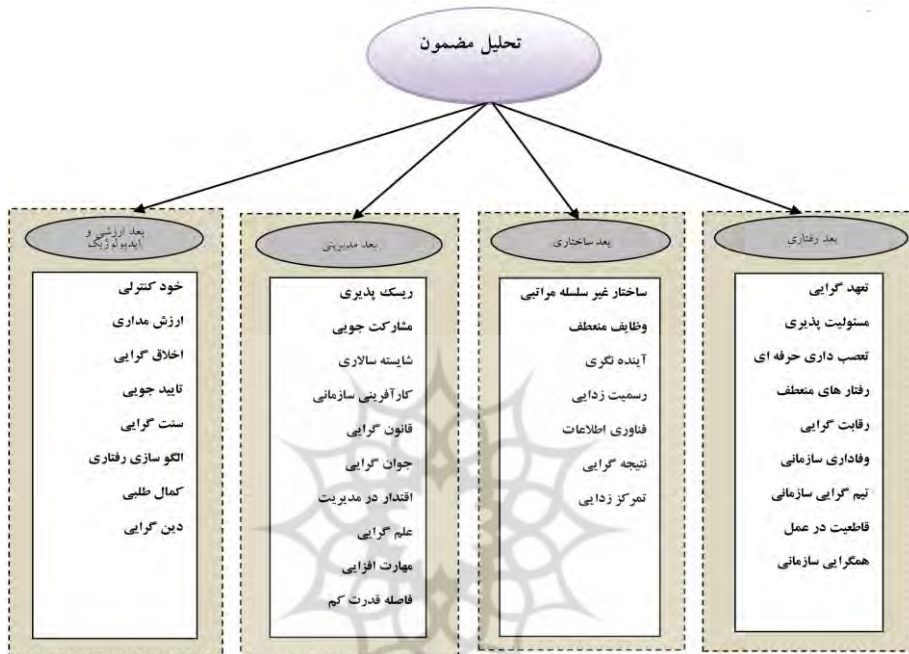 تحلیل مضمون
بعد رفتاری
تعهد گرایی
مسئولیت پذیری
تعصب داری حرفه ای
رفتار های منعطف
رقابت گرایی
وفاداری سازمانی
تیم گرایی سازمانی
قاطعیت در عمل
همگرایی سازمانی
بعد ساختاری
ساختار غیر سلسله مراتبی
وظایف منعطف
آینده نگری
رسمیت زدایی
فناوری اطلاعات
نتیجه گرایی
تمرکز زدایی
بعد مدیریتی
ریسک پذیری
مشارکت جویی
شایسته سالاری
کارآفرینی سازمانی
قانون گرایی
جوان گرایی
اقتدار در مدیریت
علم گرایی
مهارت افزایی
فاصله قدرت کم
بعد ارزشی و
ایدیولوژیک
خود کنترلی
ارزش مداری
اخلاق گرایی
تایید جویی
سنت گرایی
الگو سازی رفتاری
کمال طلبی
دین گرایی